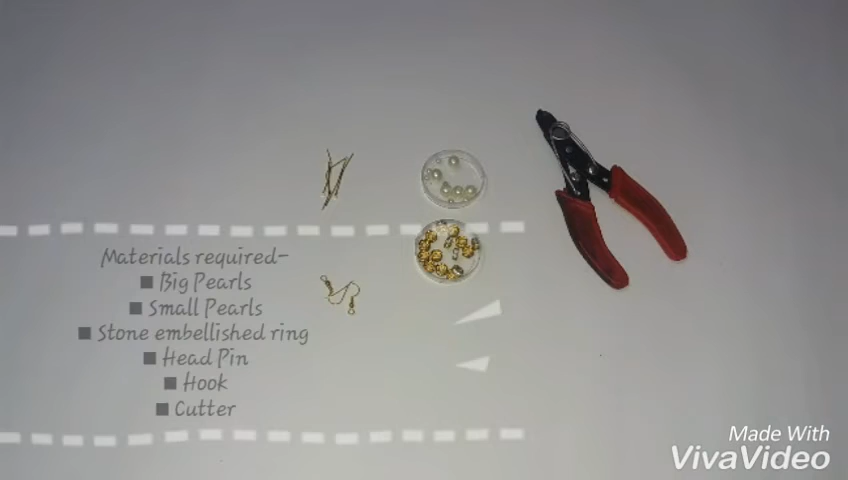 Materials required-
■ Big Pearls
■ Small Pearls
■ Stone embellished ring
■ Head Pin
■ Hook
■ Cutter
Made With
VivaVideo